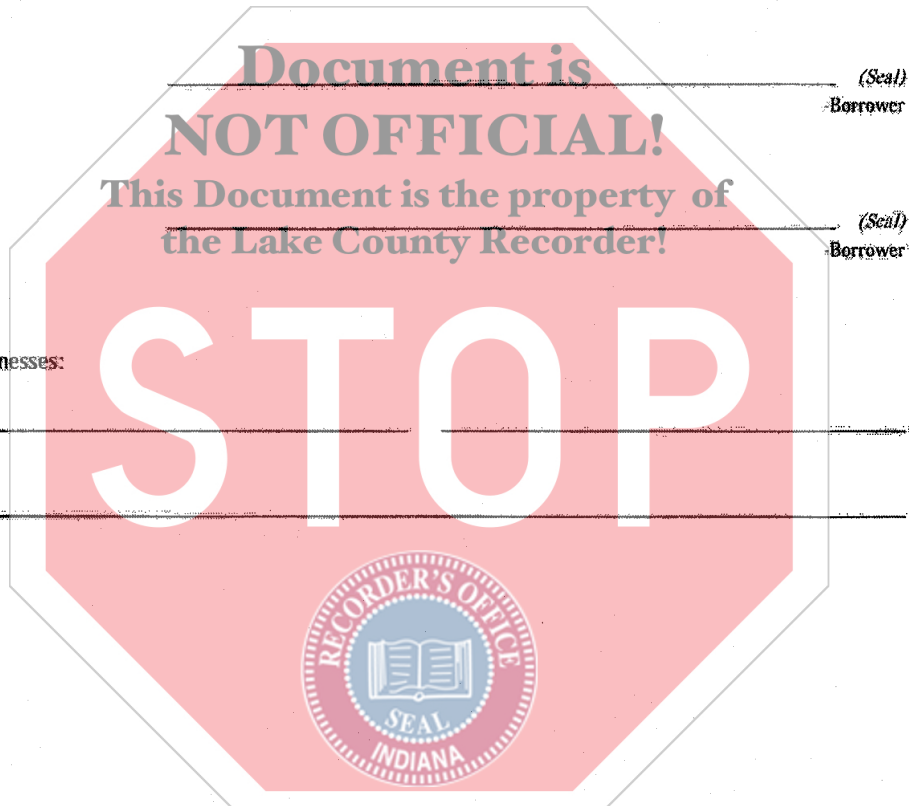 Document is
(Seal)
-Borrower
NOT OFFICIAL!
This Document is the property of
(Seal)
the Lake County Recorder!
-Borrower
nesses:
STOP
RECORDER'S OFFICE
SEAL
INDIANA